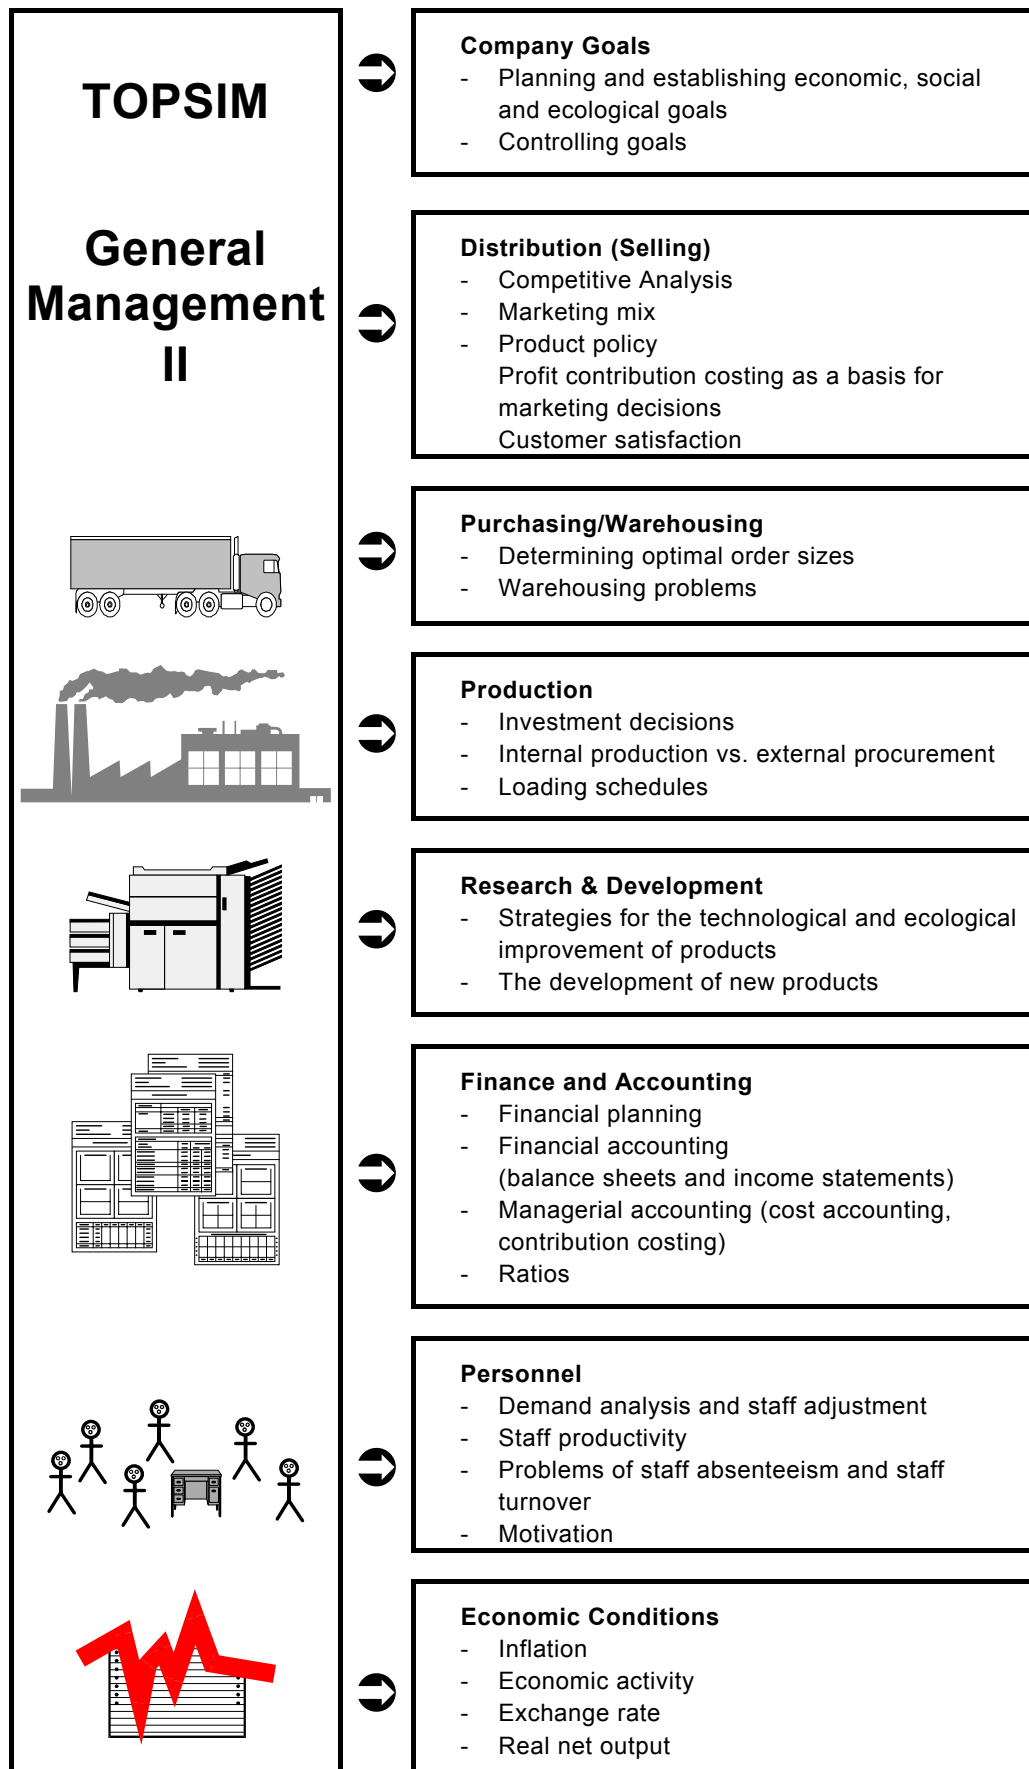 TOPSIM
General
Management
II
Company Goals
- Planning and establishing economic, social
and ecological goals
- Controlling goals
Distribution (Selling)
- Competitive Analysis
- Marketing mix
- Product policy
Profit contribution costing as a basis for
marketing decisions
Customer satisfaction
Purchasing/Warehousing
- Determining optimal order sizes
- Warehousing problems
Production
- Investment decisions
- Internal production vs. external procurement
- Loading schedules
Research & Development
- Strategies for the technological and ecological
improvement of products
- The development of new products
Finance and Accounting
- Financial planning
- Financial accounting
(balance sheets and income statements)
- Managerial accounting (cost accounting,
contribution costing)
- Ratios
Personnel
- Demand analysis and staff adjustment
- Staff productivity
- Problems of staff absenteeism and staff
turnover
- Motivation
Economic Conditions
- Inflation
- Economic activity
- Exchange rate
- Real net output